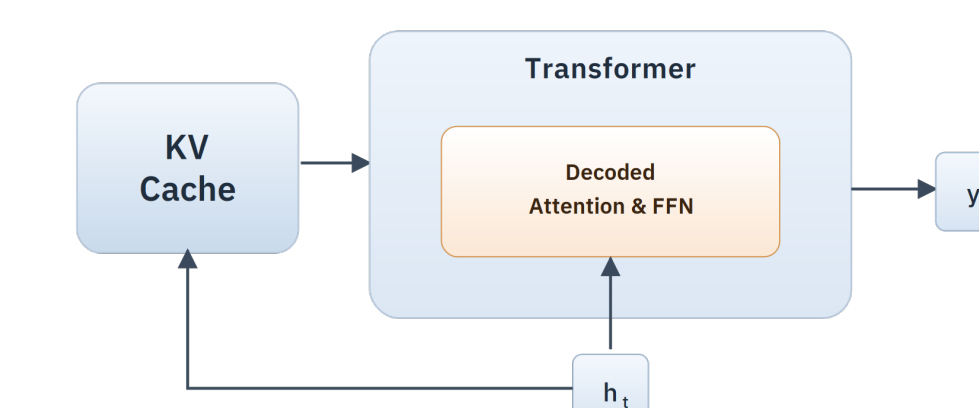 Transformer
KV
Cache
Decoded
Attention & FFN
y
h t